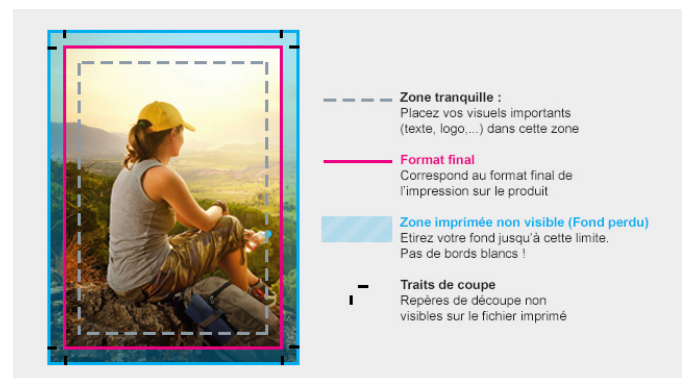 Zone tranquille :
Placez vos visuels importants
(texte, logo,...) dans cette zone
Format final
Correspond au format final de
l'impression sur le produit
Zone imprimée non visible (Fond perdu)
Etirez votre fond jusqu'à cette limite.
Pas de bords blancs !
Traits de coupe
Repères de découpe non
visibles sur le fichier imprimé